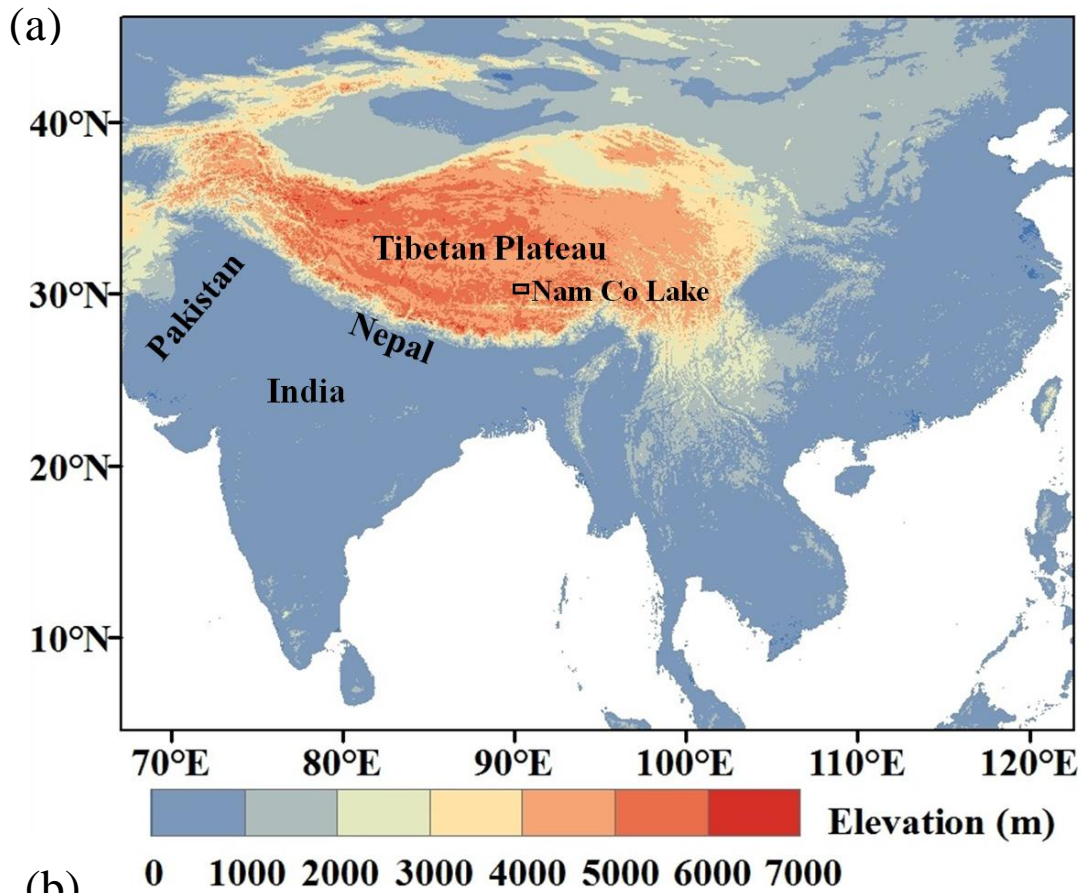 (a)
40°N
30°N
20°N
10°N
Tibetan Plateau
Nam Co Lake
Pakistan
Nepal
India
70°E 80°E 90°E 100°E 110°E 120°E
Elevation (m)
0 1000 2000 3000 4000 5000 6000 7000
(b)